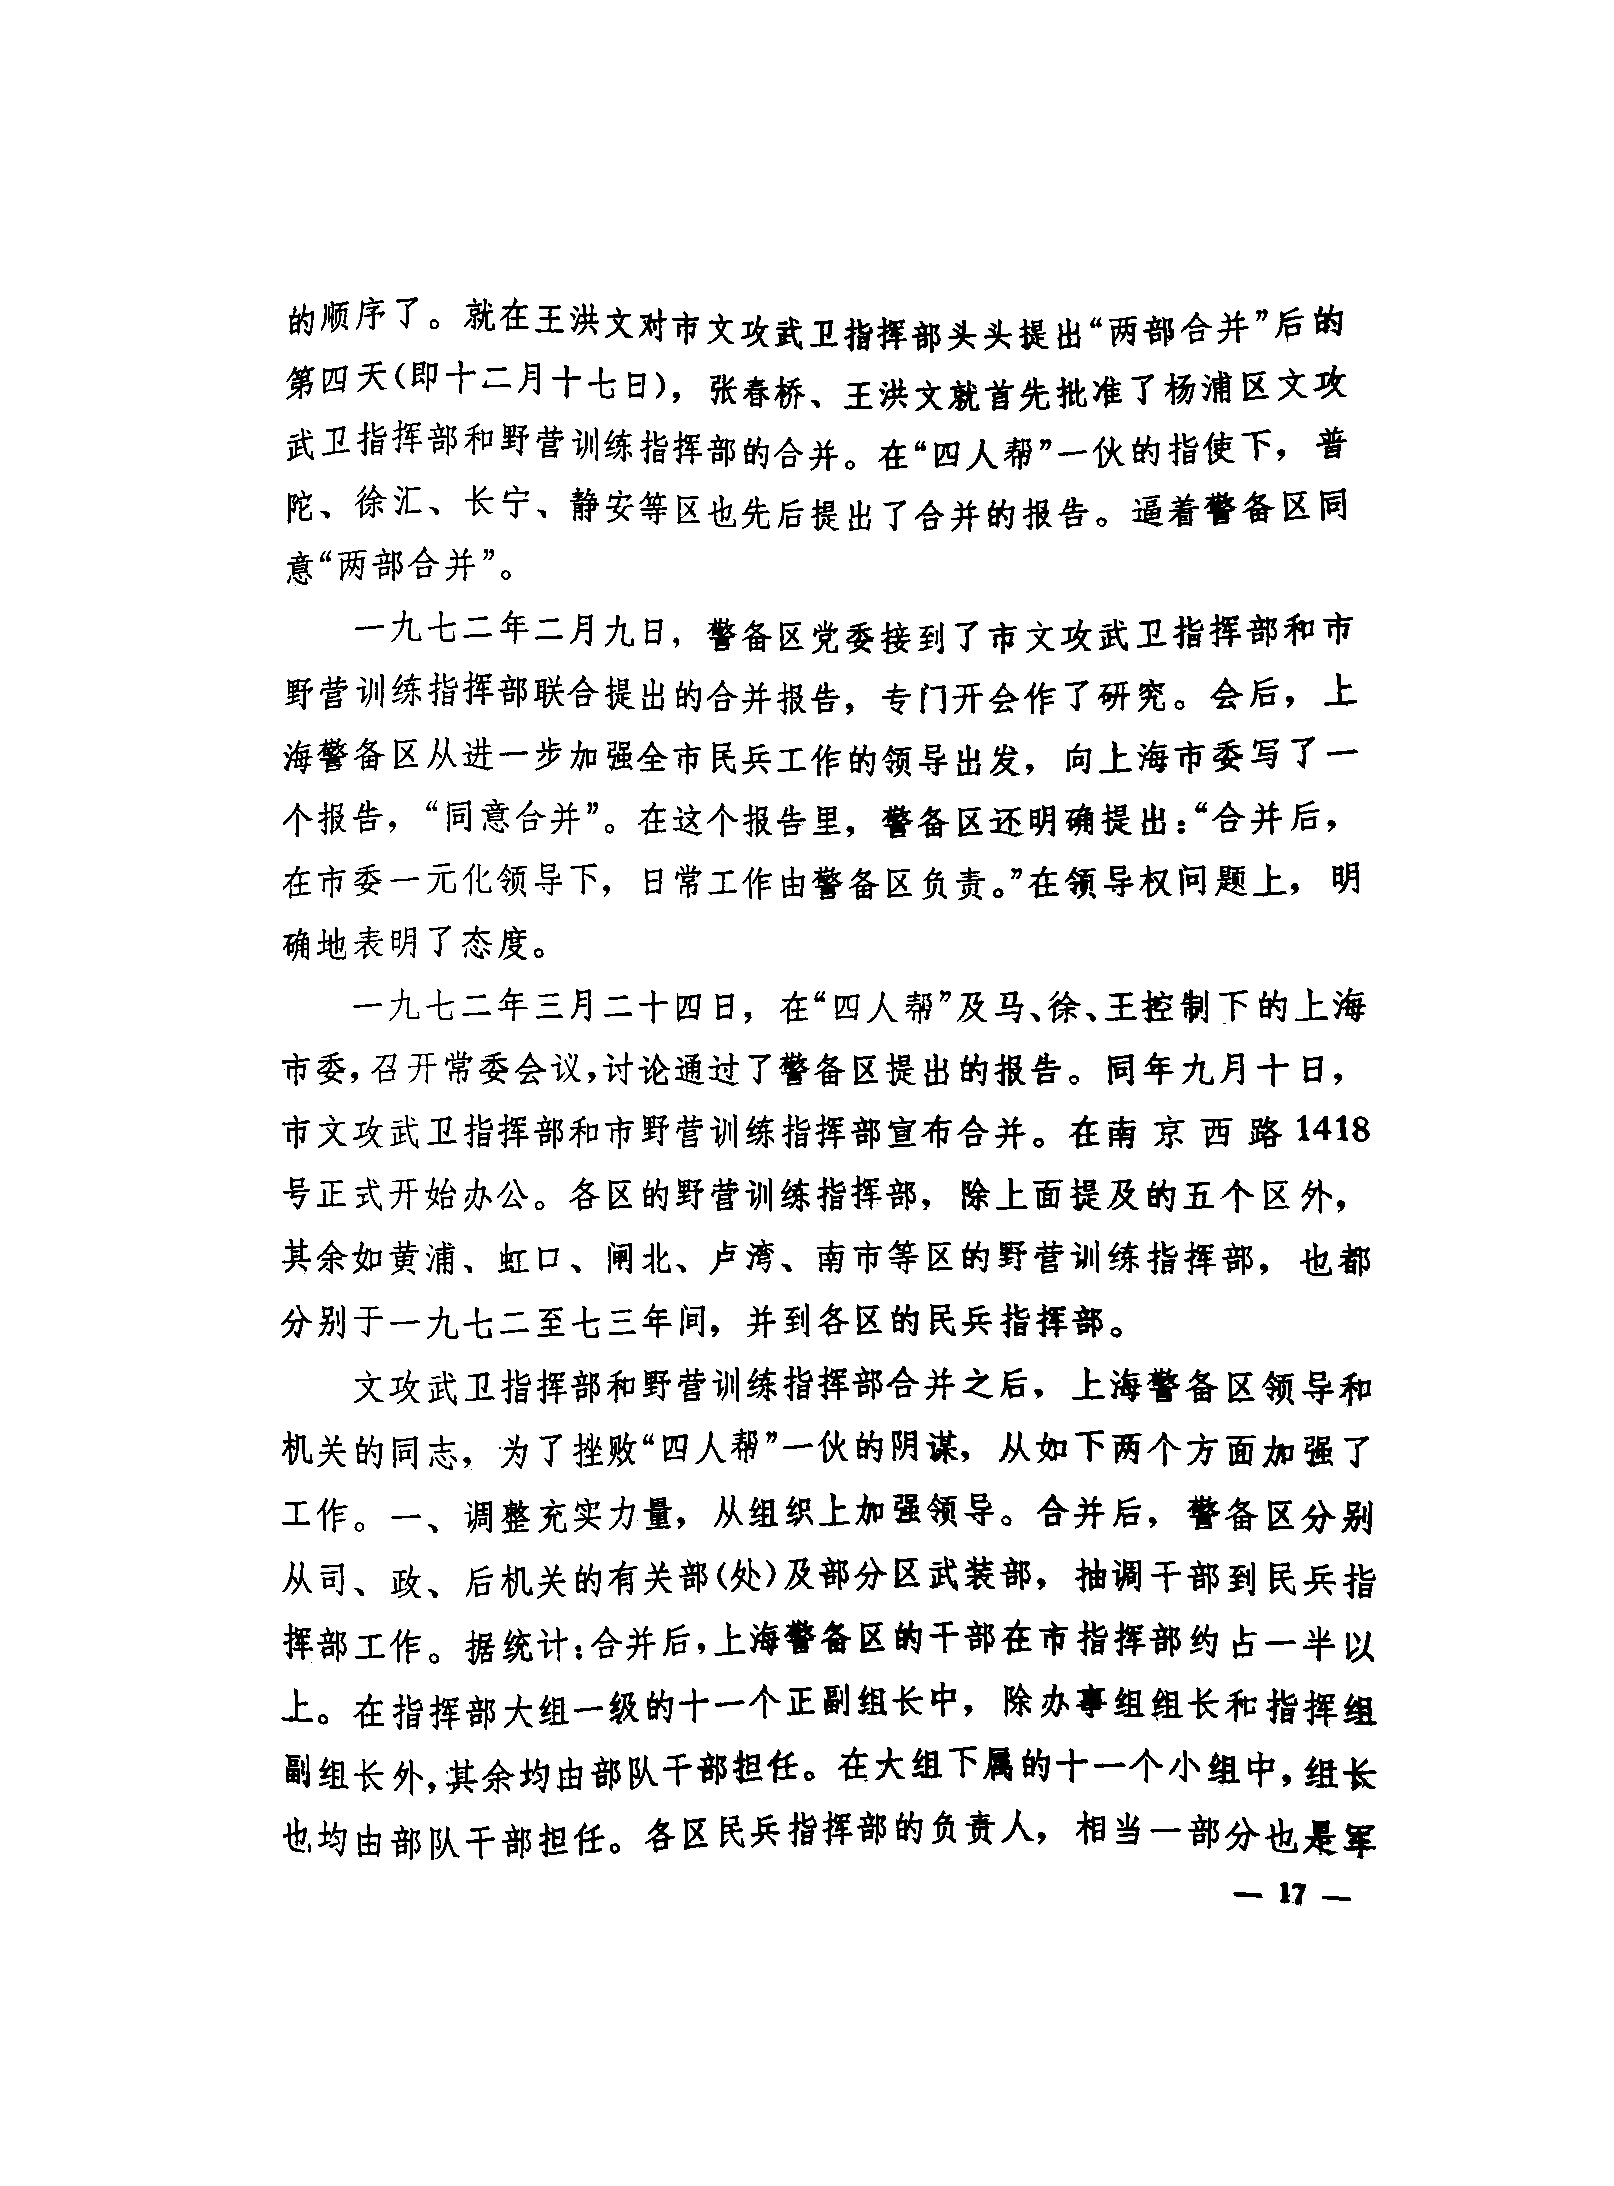 的顺序了。就在王洪文对市文攻武卫指挥部头头提出“两部合并”后的
第四天(即十二月十七日)，张春桥、王洪文就首先批准了杨浦区文攻
武卫指挥部和野营训练指挥部的合并。在“四人帮”一伙的指使下，普
陀、徐汇、长宁、静安等区也先后提出了合并的报告。逼着警备区同
意“两部合并”。
一九七二年二月九日，警备区党委接到了市文攻武卫指挥部和市
野营训练指挥部联合提出的合并报告，专门开会作了研究。会后，上
海警备区从进一步加强全市民兵工作的领导出发，向上海市委写了一
个报告，“同意合并”。在这个报告里，警备区还明确提出：“合并后，
在市委一元化领导下，日常工作由警备区负责。”在领导权问题上，明
确地表明了态度。
一九七二年三月二十四日，在“四人帮”及马、徐、王控制下的上海
市委，召开常委会议，讨论通过了警备区提出的报告。同年九月十日，
市文攻武卫指挥部和市野营训练指挥部宣布合并。在南京西路1418
号正式开始办公。各区的野营训练指挥部，除上面提及的五个区外，
其余如黄浦、虹口、闸北、卢湾、南市等区的野营训练指挥部，也都
分别于一九七二至七三年间，并到各区的民兵指挥部。
文攻武卫指挥部和野营训练指挥部合并之后，上海警备区领导和
机关的同志，为了挫败“四人帮”一伙的阴谋，从如下两个方面加强了
工作。一、调整充实力量，从组织上加强领导。合并后，警备区分别
从司、政、后机关的有关部(处)及部分区武装部，抽调干部到民兵指
挥部工作。据统计：合并后，上海警备区的干部在市指挥部约占一半以
上。在指挥部大组一级的十一个正副组长中，除办事组组长和指挥组
副组长外，其余均由部队干部担任。在大组下属的十一个小组中，组长
也均由部队干部担任。各区民兵指挥部的负责人，相当一部分也是军
— 17 —